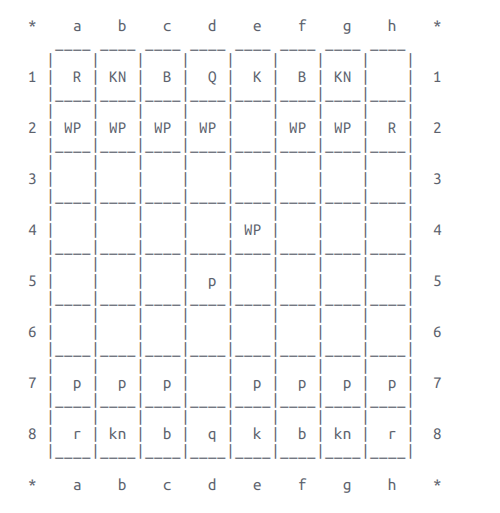 * a b c d e f g h *
1 R KN B Q K B KN 1
2 WP WP WP WP WP WP R 2
3 3
4 WP 4
5 p 5
6 6
7 p p p p p p p 7
8 r kn b q k b kn r 8
* a b c d e f g h *